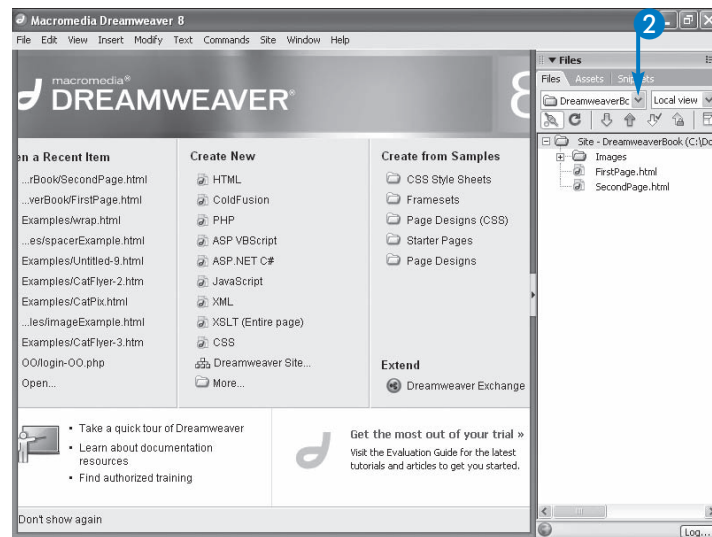 Macromedia Dreamweaver 8
2
File Edit View Insert Modify Text Commands Site Window Help
macromedia®
DREAMWEAVER®
8
en a Recent Item
...rBook/SecondPage.html
...verBook/FirstPage.html
Examples/wrap.html
...es/spacerExample.html
Examples/Untitled-9.html
Examples/CatFlyer-2.htm
Examples/CatPix.html
...les/imageExample.html
Examples/CatFlyer-3.htm
OO/login-OO.php
Open...
Create New
HTML
ColdFusion
PHP
ASP VBScript
ASP.NET C#
JavaScript
XML
XSLT (Entire page)
CSS
Dreamweaver Site...
More...
Create from Samples
CSS Style Sheets
Framesets
Page Designs (CSS)
Starter Pages
Page Designs
Extend
Dreamweaver Exchange
• Take a quick tour of Dreamweaver
• Learn about documentation
resources
• Find authorized training
Get the most out of your trial »
Visit the Evaluation Guide for the latest
tutorials and articles to get you started.
Don't show again
Files
Files Assets Snippets
DreamweaverBc Local view
Site - DreamweaverBook (C:\Do
Images
FirstPage.html
SecondPage.html
Log...